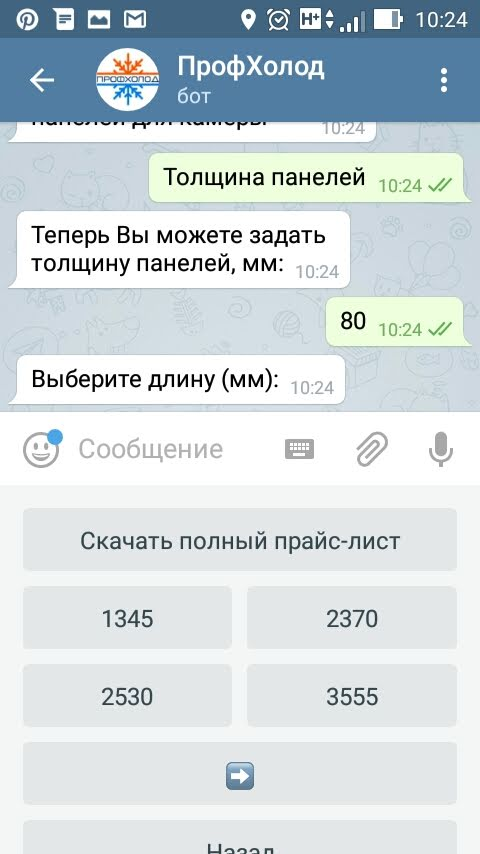 H+
10:24
ПРОФХОЛОД
ПрофХолод
бот
панелей для камеры
10:24
Толщина панелей 10:24
Теперь Вы можете задать
толщину панелей, мм: 10:24
80 10:24
Выберите длину (мм): 10:24
Сообщение
Скачать полный прайс-лист
1345 2370
2530 3555
Назад